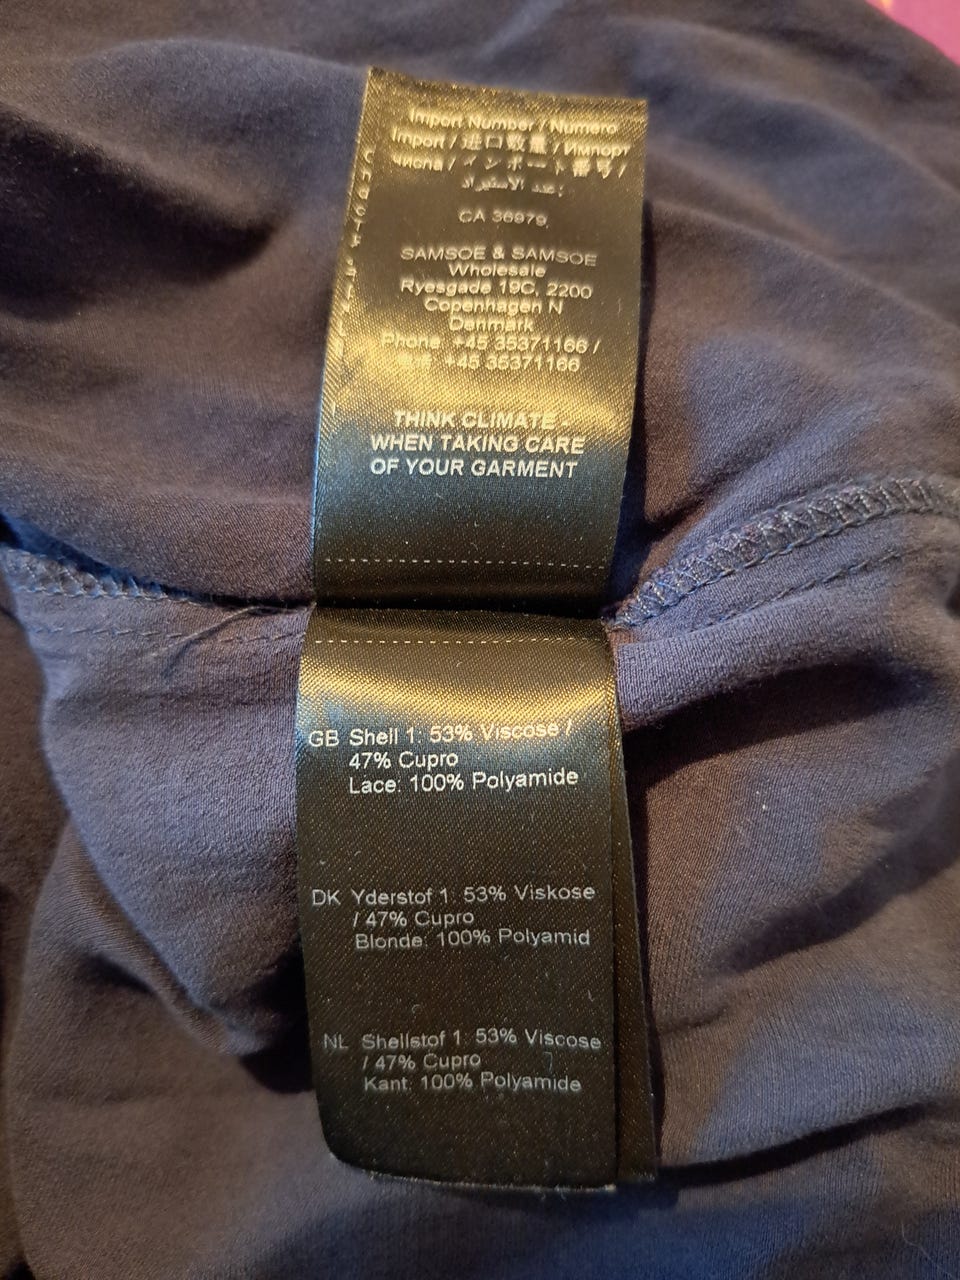 Import Number / Numero
Import / 进口数量 / Импорт
числа / インポート番号 /
عدد الاستيراد:
CA 36979
SAMSOE & SAMSOE
Wholesale
Ryesgade 19C, 2200
Copenhagen N
Denmark
Phone: +45 35371166 /
+45 35371166
THINK CLIMATE
WHEN TAKING CARE
OF YOUR GARMENT
GB Shell 1: 53% Viscose /
47% Cupro
Lace: 100% Polyamide
DK Yderstof 1: 53% Viskose
/ 47% Cupro
Blonde: 100% Polyamid
NL Shellstof 1: 53% Viscose
/ 47% Cupro
Kant: 100% Polyamide